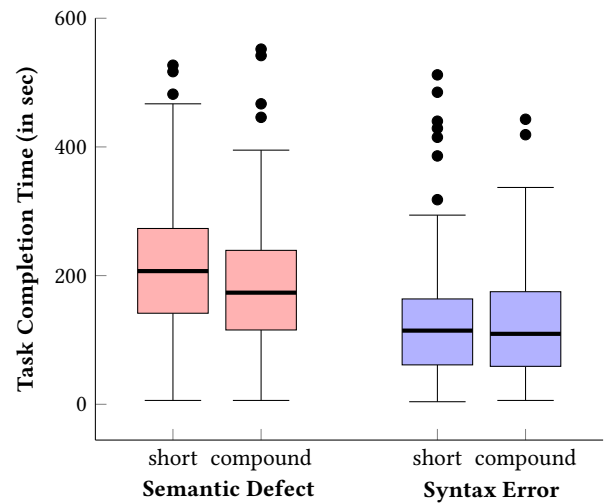 600
400
200
0
Task Completion Time (in sec)
short compound short compound
Semantic Defect Syntax Error